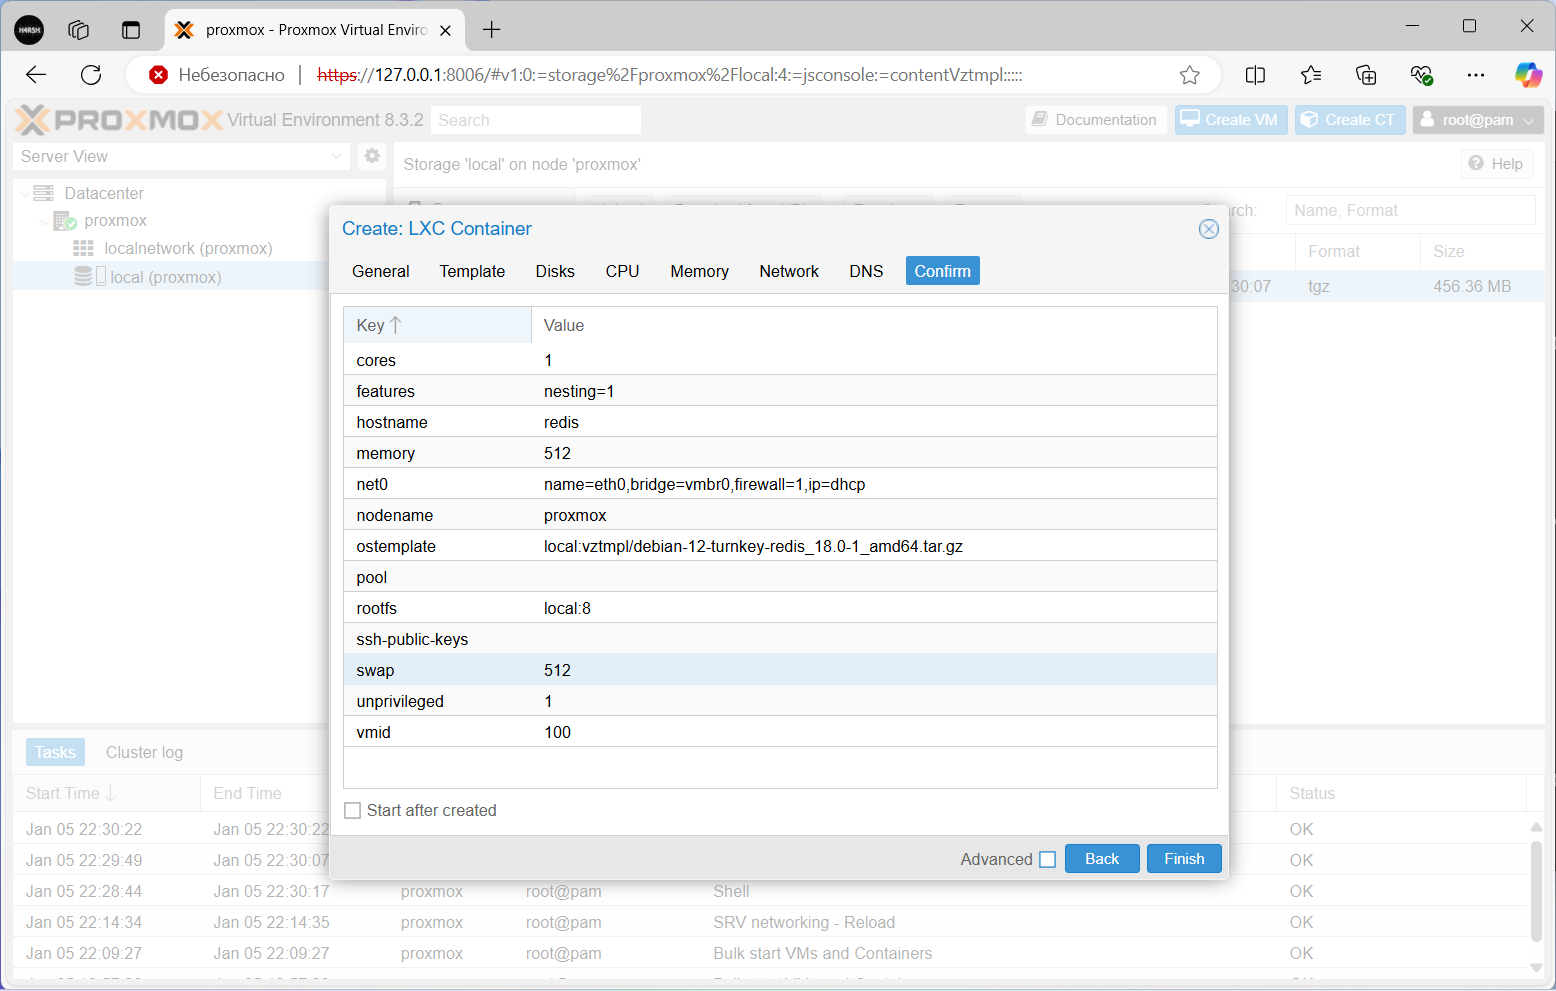 HARSH
proxmox - Proxmox Virtual Enviro
Небезопасно | https://127.0.0.1:8006/#v1:0:=storage%2Fproxmox%2Flocal:4:=jsconsole:=contentVztmpl:::::
PROXMOX Virtual Environment 8.3.2 Search Documentation Create VM Create CT root@pam
Server View Storage 'local' on node 'proxmox' Help
Datacenter
proxmox
Name, Format
localnetwork (proxmox)
local (proxmox)
Format Size
30:07 tgz 456.36 MB
Create: LXC Container
General Template Disks CPU Memory Network DNS Confirm
Key Value
cores 1
features nesting=1
hostname redis
memory 512
net0 name=eth0,bridge=vmbr0,firewall=1,ip=dhcp
nodename proxmox
ostemplate local:vztmpl/debian-12-turnkey-redis_18.0-1_amd64.tar.gz
pool
rootfs local:8
ssh-public-keys
swap 512
unprivileged 1
vmid 100
Start after created
Advanced Back Finish
Tasks Cluster log
Start Time End Time Status
Jan 05 22:30:22 Jan 05 22:30:22 OK
Jan 05 22:29:49 Jan 05 22:30:07 OK
Jan 05 22:28:44 Jan 05 22:30:17 proxmox root@pam Shell OK
Jan 05 22:14:34 Jan 05 22:14:35 proxmox root@pam SRV networking - Reload OK
Jan 05 22:09:27 Jan 05 22:09:27 proxmox root@pam Bulk start VMs and Containers OK